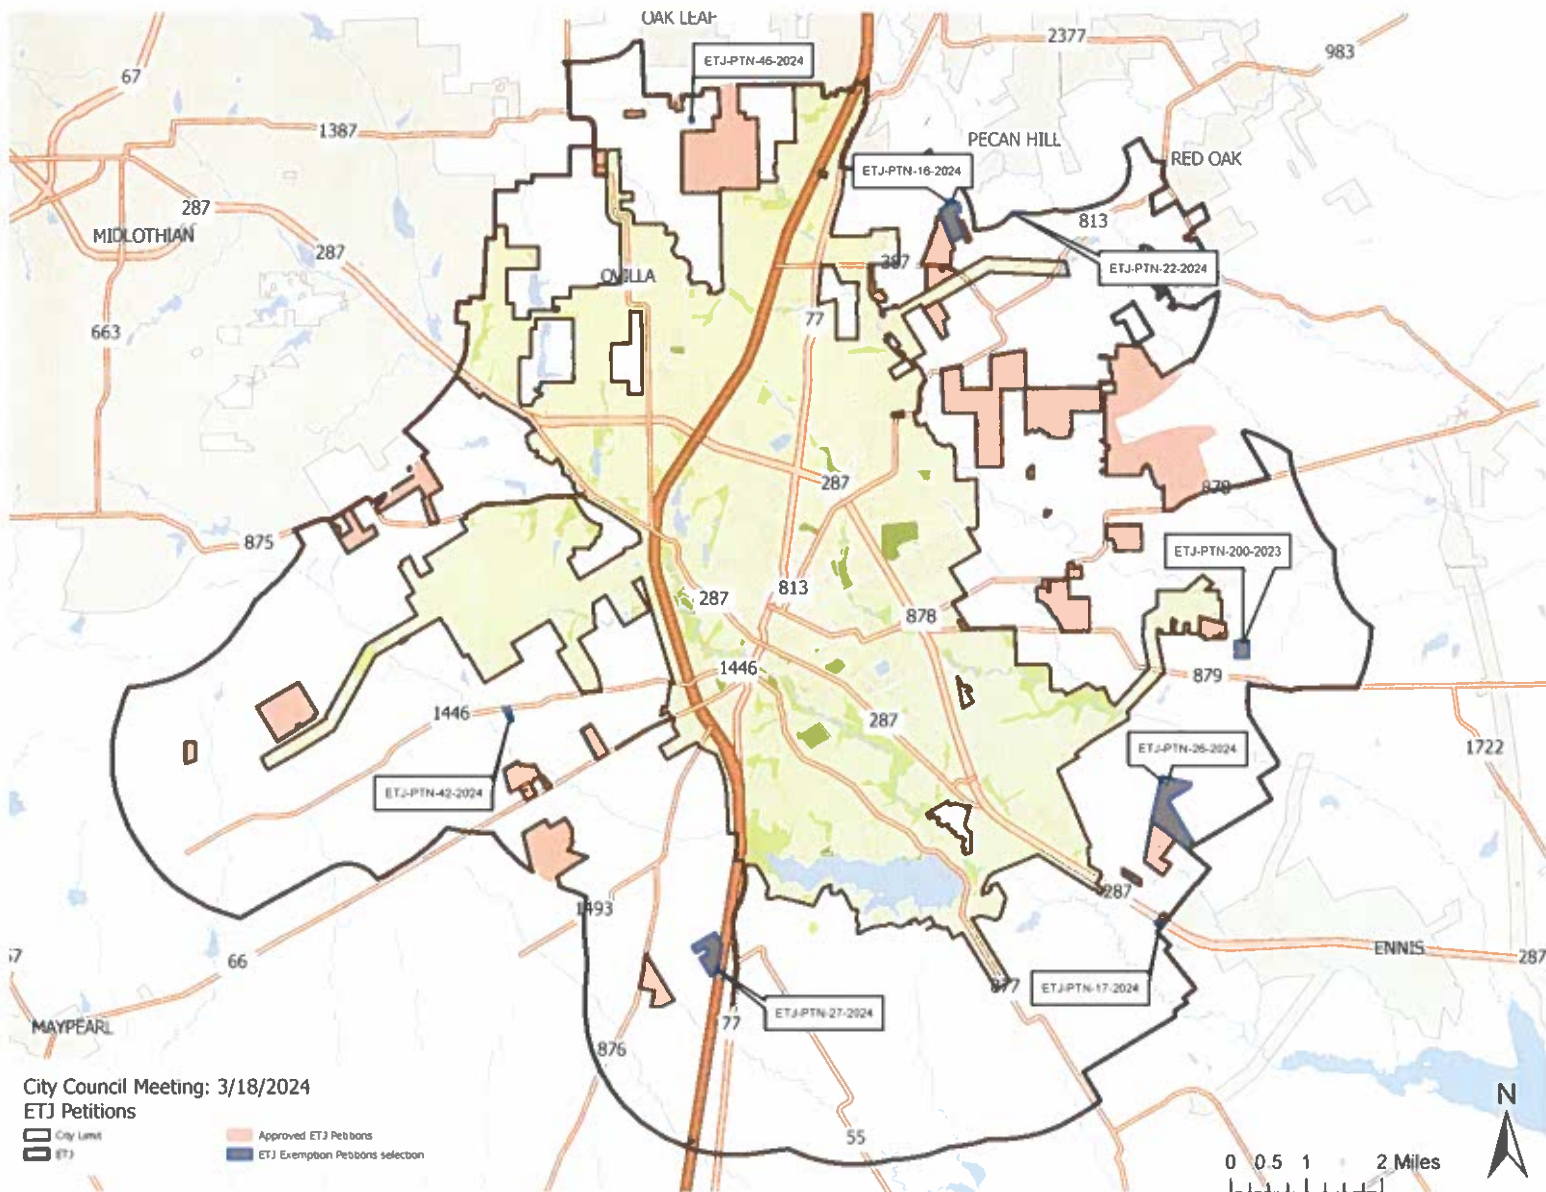 OAK LEAF
2377
983
ETJ-PTN-46-2024
67
1387
PECAN HILL
RED OAK
ETJ-PTN-16-2024
287
813
MIDLOTHIAN
287
387
ETJ-PTN-22-2024
OVILLA
663
77
287
878
875
ETJ-PTN-200-2023
813
287
878
1446
879
1446
287
ETJ-PTN-26-2024
1722
ETJ-PTN-42-2024
287
1493
66
ENNIS
287
57
877
ETJ-PTN-17-2024
ETJ-PTN-27-2024
77
MAYPEARL
876
City Council Meeting: 3/18/2024
ETJ Petitions
City Limit
Approved ETJ Petitions
ETJ
ETJ Exemption Petitions selection
55
N
0 0.5 1 2 Miles